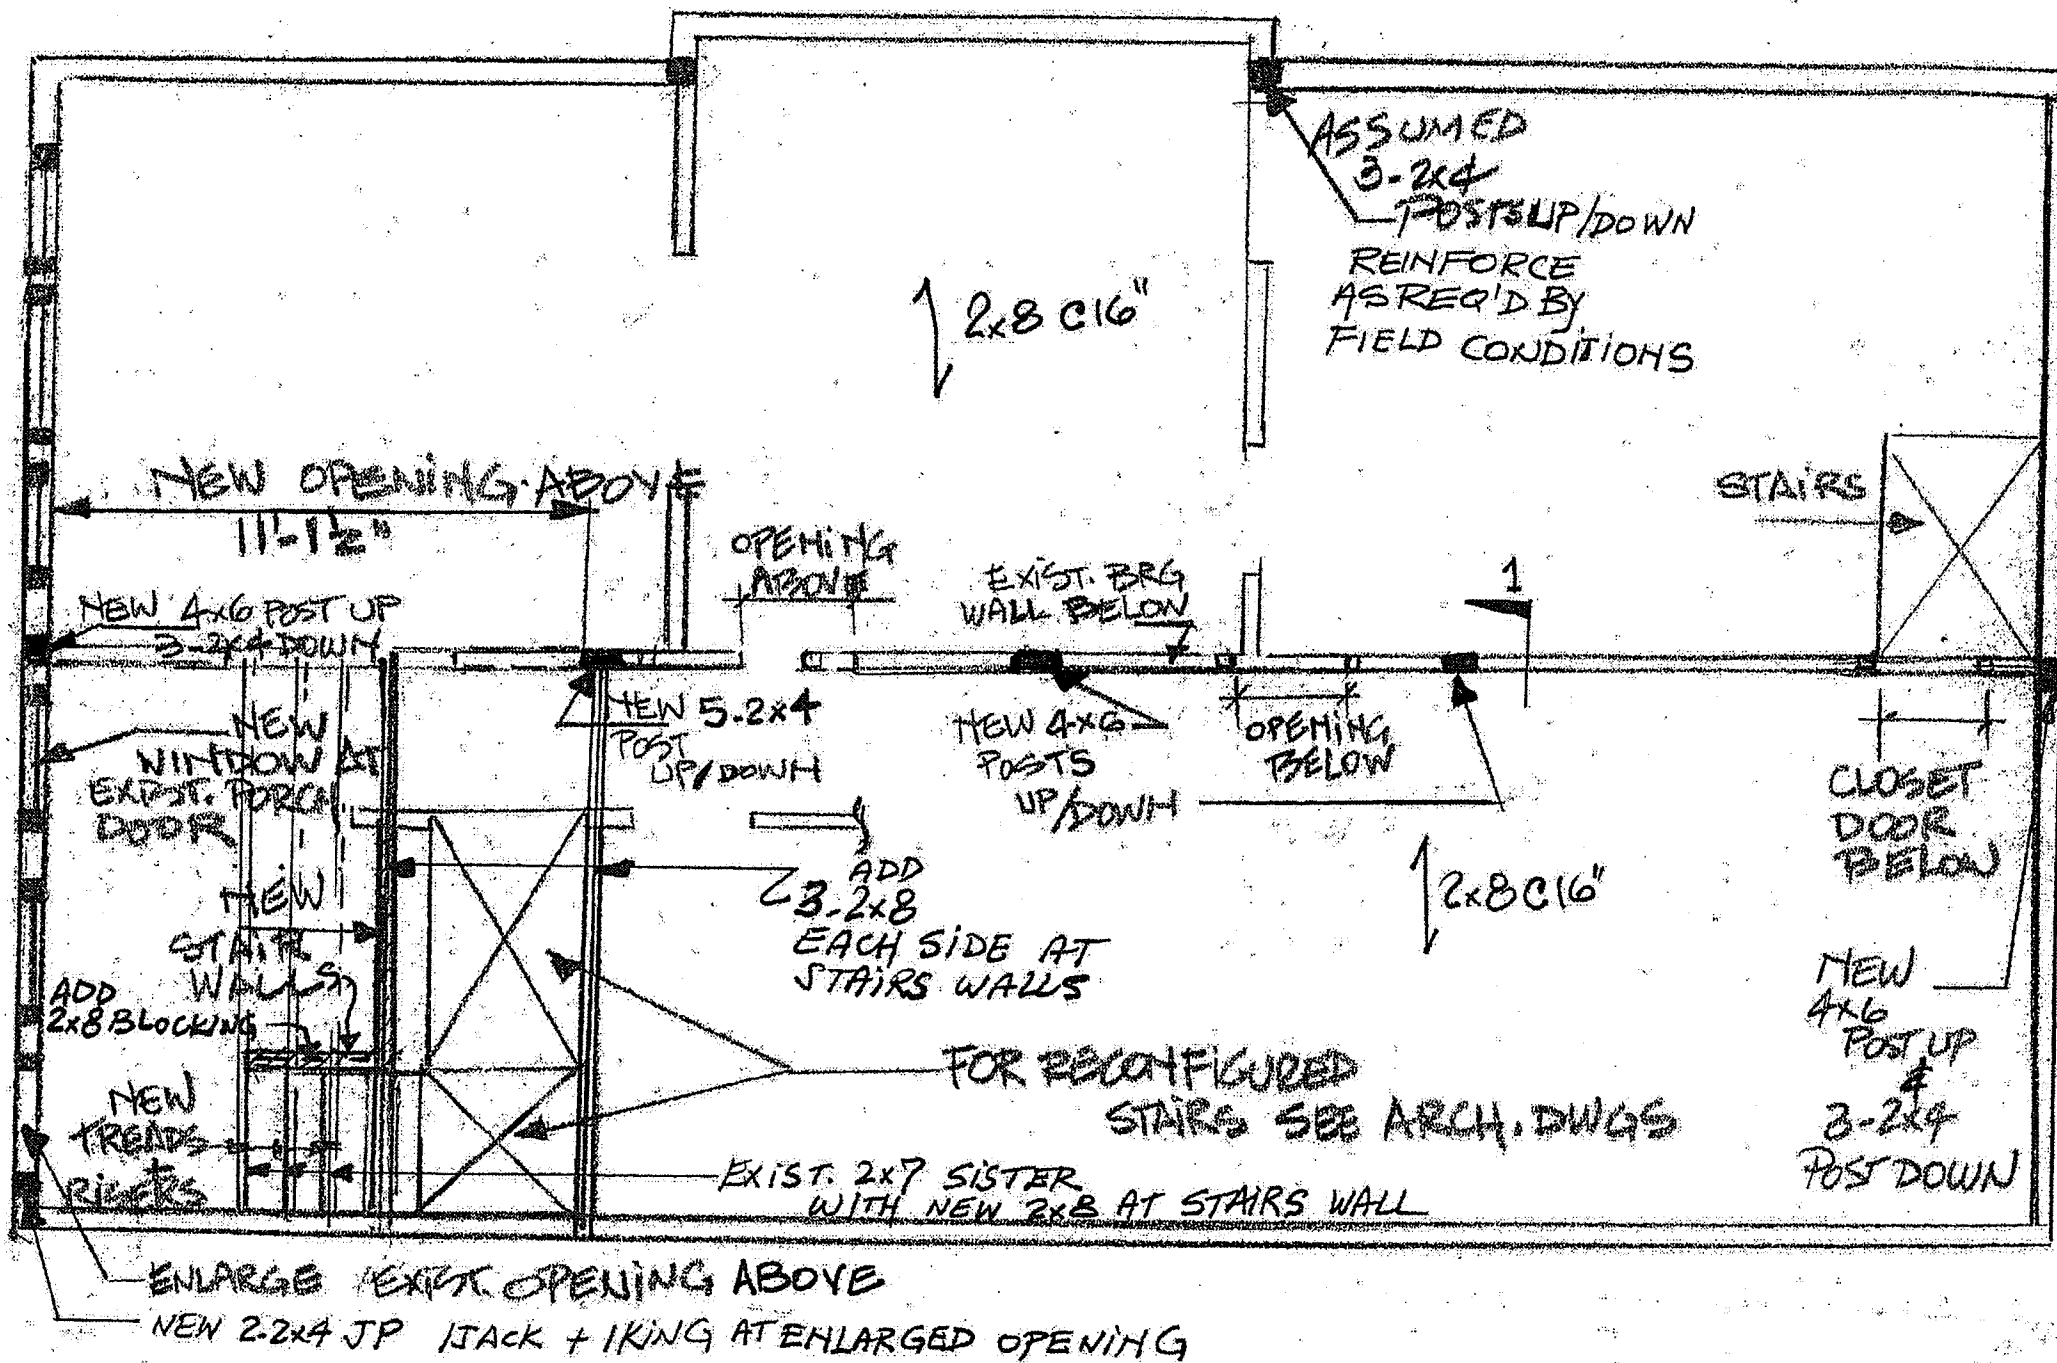 ASSUMED
3-2x4
POSTS UP/DOWN
REINFORCE
AS REQ'D BY
FIELD CONDITIONS
2x8 C16"
NEW OPENING ABOVE
11'-1½"
STAIRS
OPENING
ABOVE
EXIST. BRG
WALL BELOW
1
NEW 4x6 POST UP
3-2x4 DOWN
NEW 5-2x4
POST
UP/DOWN
NEW 4x6
POSTS
UP/DOWN
OPENING
BELOW
NEW
WINDOW AT
EXIST. PORCH
DOOR
CLOSET
DOOR
BELOW
ADD
3-2x8
EACH SIDE AT
STAIRS WALLS
2x8 C16"
NEW
STAIR
WALLS
ADD
2x8 BLOCKING
NEW
4x6
POST UP
&
3-2x4
POST DOWN
FOR RECONFIGURED
STAIRS SEE ARCH. DWGS
NEW
TREADS
+
RISERS
EXIST. 2x7 SISTER
WITH NEW 2x8 AT STAIRS WALL
ENLARGE EXIST. OPENING ABOVE
NEW 2-2x4 JP 1JACK + 1KING AT ENLARGED OPENING